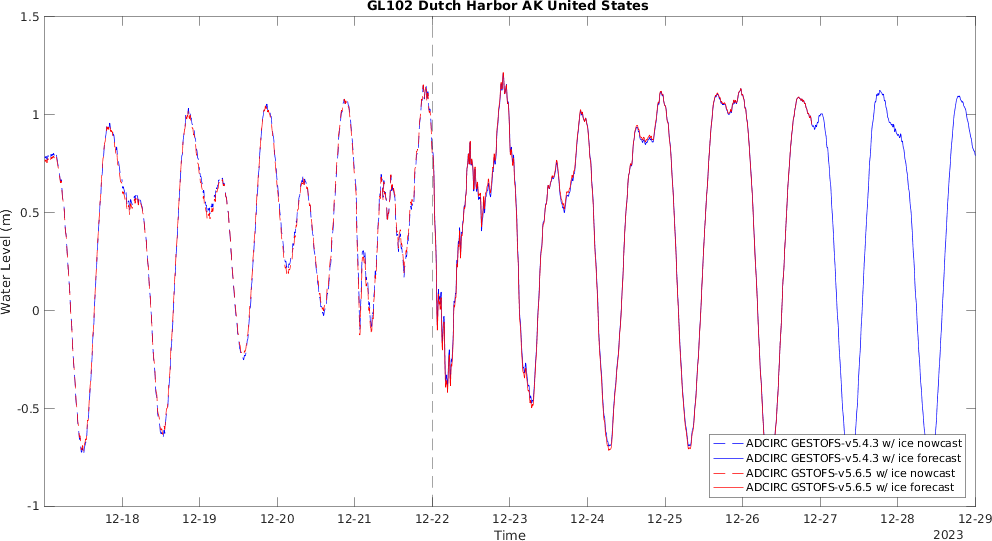 GL102 Dutch Harbor AK United States
1.5
1
0.5
0
-0.5
-1
Water Level (m)
ADCIRC GESTOFS-v5.4.3 w/ ice nowcast
ADCIRC GESTOFS-v5.4.3 w/ ice forecast
ADCIRC GSTOFS-v5.6.5 w/ ice nowcast
ADCIRC GSTOFS-v5.6.5 w/ ice forecast
12-18 12-19 12-20 12-21 12-22 12-23 12-24 12-25 12-26 12-27 12-28 12-29
Time
2023